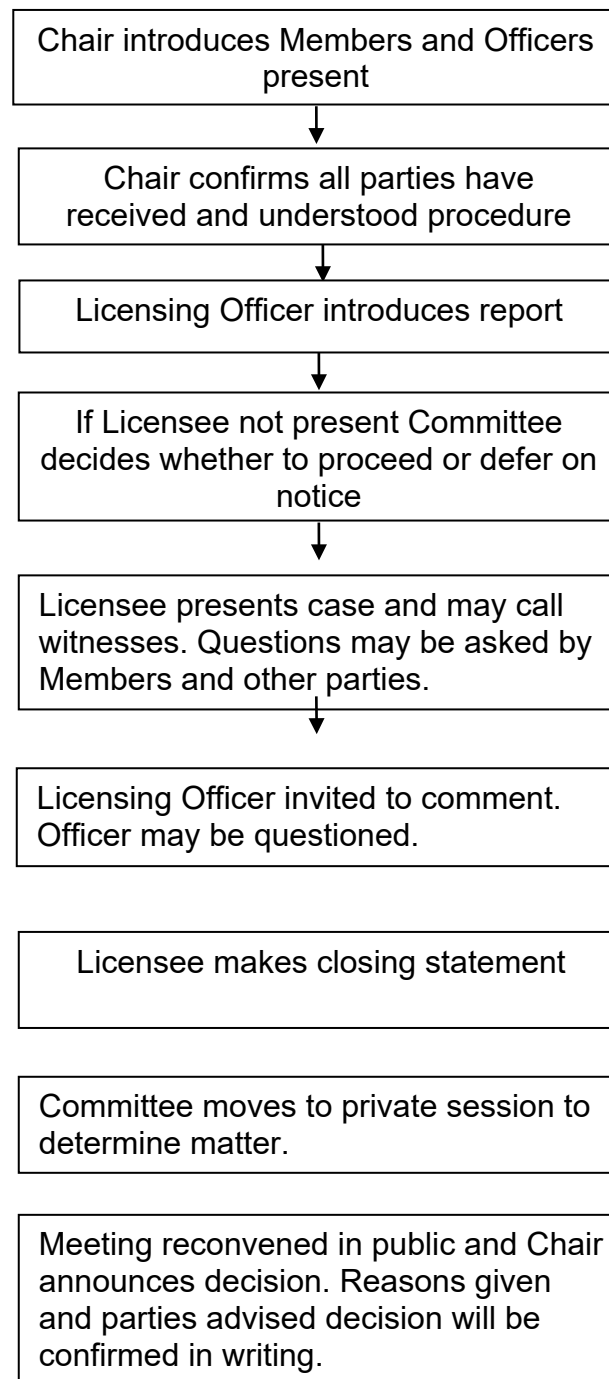 Chair introduces Members and Officers
present
Chair confirms all parties have
received and understood procedure
Licensing Officer introduces report
If Licensee not present Committee
decides whether to proceed or defer on
notice
Licensee presents case and may call
witnesses. Questions may be asked by
Members and other parties.
Licensing Officer invited to comment.
Officer may be questioned.
Licensee makes closing statement
Committee moves to private session to
determine matter.
Meeting reconvened in public and Chair
announces decision. Reasons given
and parties advised decision will be
confirmed in writing.